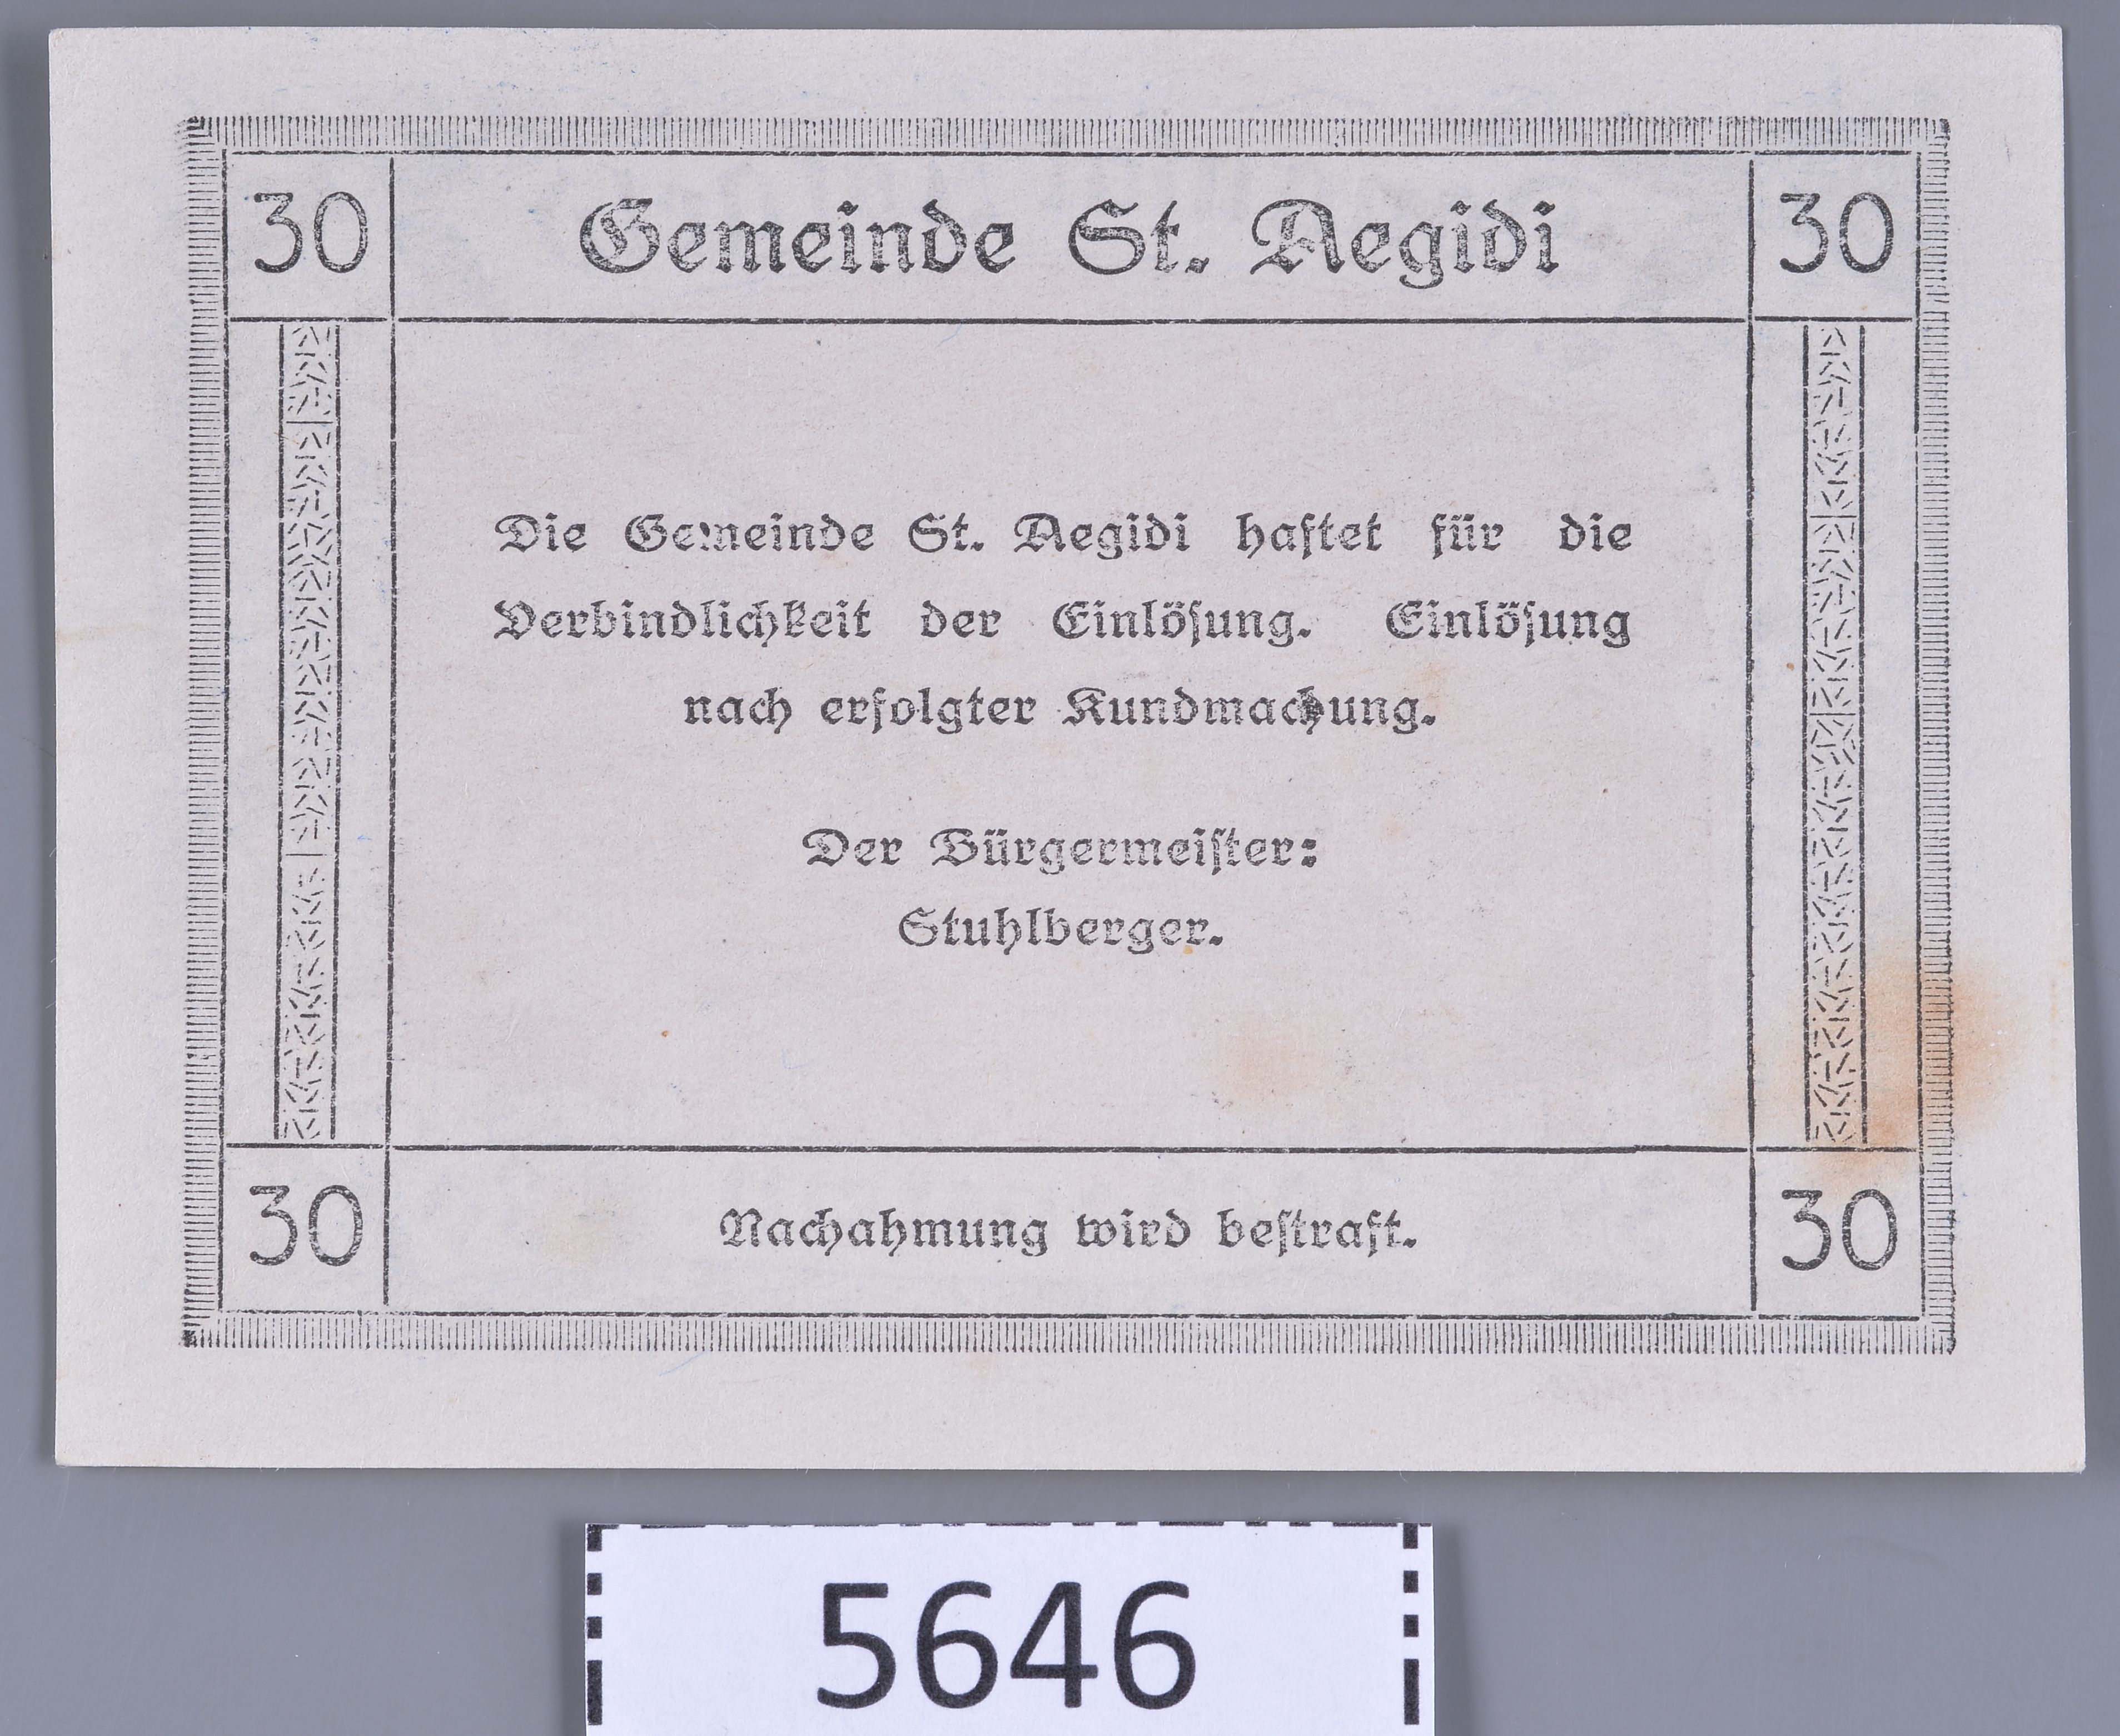 30 Gemeinde St. Aegidi 30
Die Gemeinde St. Aegidi haftet für die
Verbindlichkeit der Einlösung. Einlösung
nach erfolgter Kundmachung.
Der Bürgermeister:
Stuhlberger.
30 Nachahmung wird bestraft. 30
5646